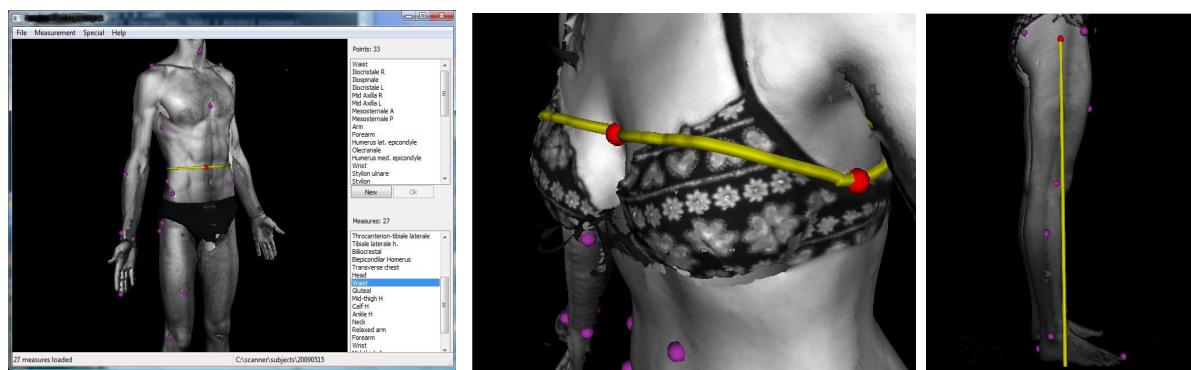 File Measurement Special Help
Points: 33
Waist
Iliocristale R
Iliospinale
Iliocristale L
Mid Axilla R
Mid Axilla L
Mesosternale A
Mesosternale P
Arm
Forearm
Humerus lat. epicondyle
Olecranale
Humerus med. epicondyle
Wrist
Stylion ulnare
Stylion
New Ok
Measures: 27
Throcanterion-tibiale laterale
Tibiale laterale h.
Biiliocrestal
Biepicondilar Homerus
Transverse chest
Head
Waist
Gluteal
Mid-thigh H
Calf H
Ankle H
Neck
Relaxed arm
Forearm
Wrist
27 measures loaded
C:\scanner\subjects\20090515